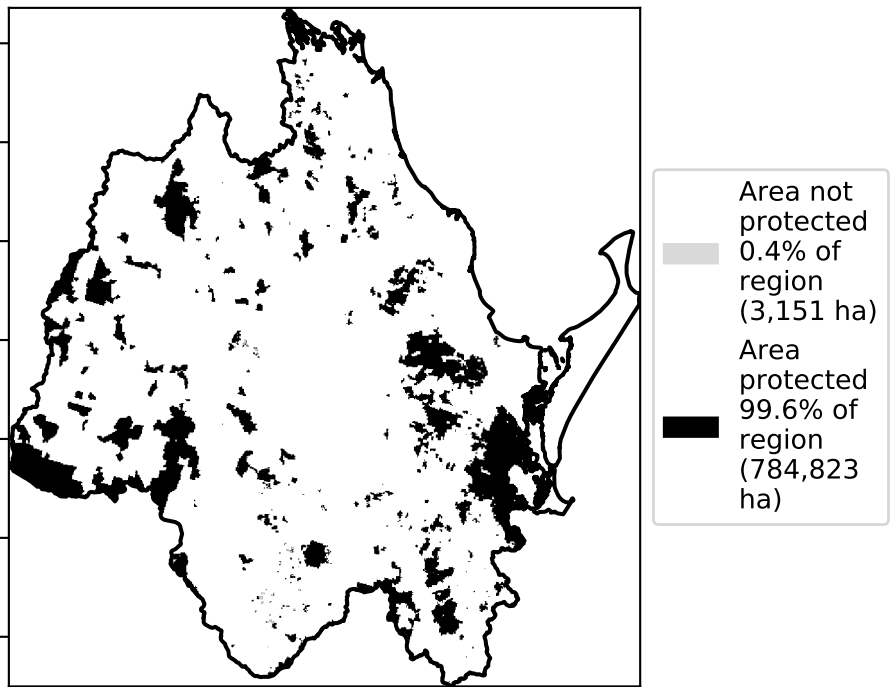 Area not
protected
0.4% of
region
(3,151 ha)
Area
protected
99.6% of
region
(784,823
ha)